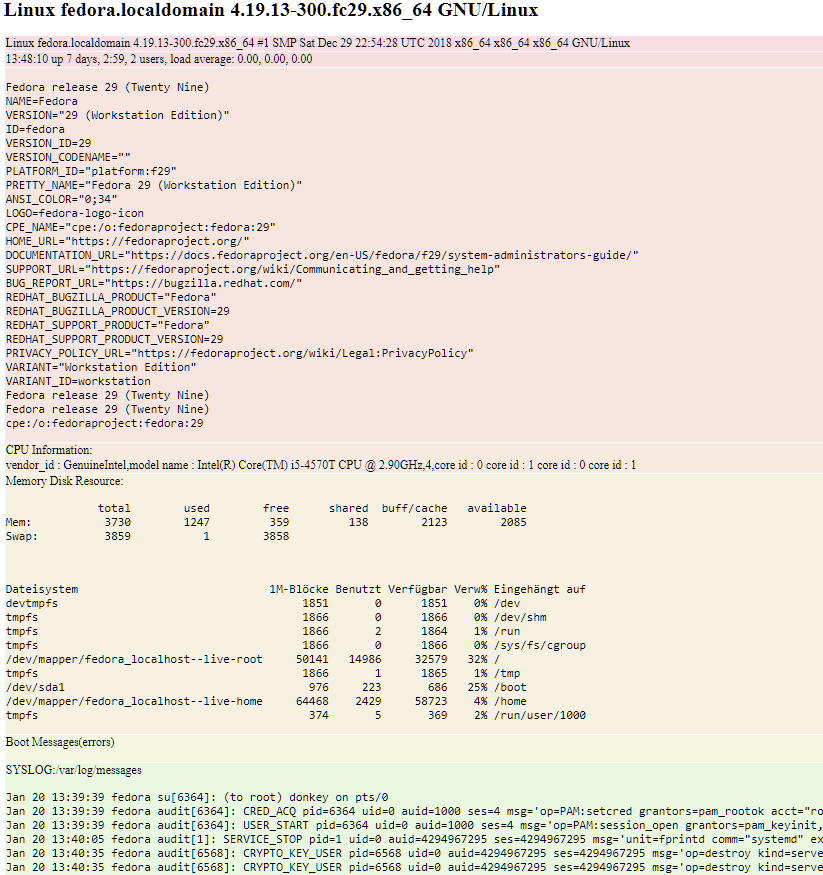 Linux fedora.localdomain 4.19.13-300.fc29.x86_64 GNU/Linux
Linux fedora.localdomain 4.19.13-300.fc29.x86_64 #1 SMP Sat Dec 29 22:54:28 UTC 2018 x86_64 x86_64 x86_64 GNU/Linux
13:48:10 up 7 days, 2:59, 2 users, load average: 0.00, 0.00, 0.00
Fedora release 29 (Twenty Nine)
NAME=Fedora
VERSION="29 (Workstation Edition)"
ID=fedora
VERSION_ID=29
VERSION_CODENAME=""
PLATFORM_ID="platform:f29"
PRETTY_NAME="Fedora 29 (Workstation Edition)"
ANSI_COLOR="0;34"
LOGO=fedora-logo-icon
CPE_NAME="cpe:/o:fedoraproject:fedora:29"
HOME_URL="https://fedoraproject.org/"
DOCUMENTATION_URL="https://docs.fedoraproject.org/en-US/fedora/f29/system-administrators-guide/"
SUPPORT_URL="https://fedoraproject.org/wiki/Communicating_and_getting_help"
BUG_REPORT_URL="https://bugzilla.redhat.com/"
REDHAT_BUGZILLA_PRODUCT="Fedora"
REDHAT_BUGZILLA_PRODUCT_VERSION=29
REDHAT_SUPPORT_PRODUCT="Fedora"
REDHAT_SUPPORT_PRODUCT_VERSION=29
PRIVACY_POLICY_URL="https://fedoraproject.org/wiki/Legal:PrivacyPolicy"
VARIANT="Workstation Edition"
VARIANT_ID=workstation
Fedora release 29 (Twenty Nine)
Fedora release 29 (Twenty Nine)
cpe:/o:fedoraproject:fedora:29
CPU Information:
vendor_id : GenuineIntel,model name : Intel(R) Core(TM) i5-4570T CPU @ 2.90GHz,4,core id : 0 core id : 1 core id : 0 core id : 1
Memory Disk Resource:
total used free shared buff/cache available
Mem: 3730 1247 359 138 2123 2085
Swap: 3859 1 3858
Dateisystem 1M-Blöcke Benutzt Verfügbar Verw% Eingehängt auf
devtmpfs 1851 0 1851 0% /dev
tmpfs 1866 0 1866 0% /dev/shm
tmpfs 1866 2 1864 1% /run
tmpfs 1866 0 1866 0% /sys/fs/cgroup
/dev/mapper/fedora_localhost--live-root 50141 14986 32579 32% /
tmpfs 1866 1 1865 1% /tmp
/dev/sda1 976 223 686 25% /boot
/dev/mapper/fedora_localhost--live-home 64468 2429 58723 4% /home
tmpfs 374 5 369 2% /run/user/1000
Boot Messages(errors)
SYSLOG:/var/log/messages
Jan 20 13:39:39 fedora su[6364]: (to root) donkey on pts/0
Jan 20 13:39:39 fedora audit[6364]: CRED_ACQ pid=6364 uid=0 auid=1000 ses=4 msg='op=PAM:setcred grantors=pam_rootok acct="ro
Jan 20 13:39:39 fedora audit[6364]: USER_START pid=6364 uid=0 auid=1000 ses=4 msg='op=PAM:session_open grantors=pam_keyinit,
Jan 20 13:40:05 fedora audit[1]: SERVICE_STOP pid=1 uid=0 auid=4294967295 ses=4294967295 msg='unit=fprintd comm="systemd" ex
Jan 20 13:40:35 fedora audit[6568]: CRYPTO_KEY_USER pid=6568 uid=0 auid=4294967295 ses=4294967295 msg='op=destroy kind=serve
Jan 20 13:40:35 fedora audit[6568]: CRYPTO_KEY_USER pid=6568 uid=0 auid=4294967295 ses=4294967295 msg='op=destroy kind=serve